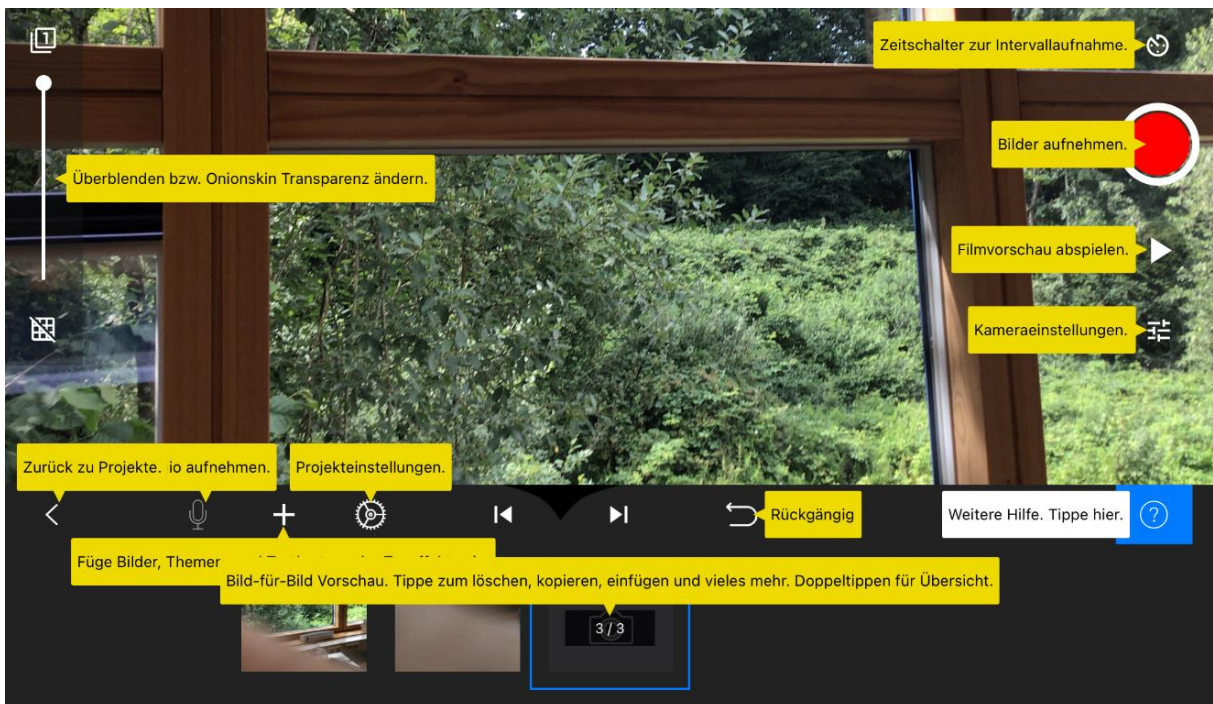 1
Zeitschalter zur Intervallaufnahme.
Bilder aufnehmen.
Überblenden bzw. Onionskin Transparenz ändern.
Filmvorschau abspielen.
Kameraeinstellungen.
Zurück zu Projekte. io aufnehmen.
Projekteinstellungen.
Rückgängig
Weitere Hilfe. Tippe hier.
?
Füge Bilder,
Bild-für-Bild Vorschau. Tippe zum löschen, kopieren, einfügen und vieles mehr. Doppeltippen für Übersicht.
3/3